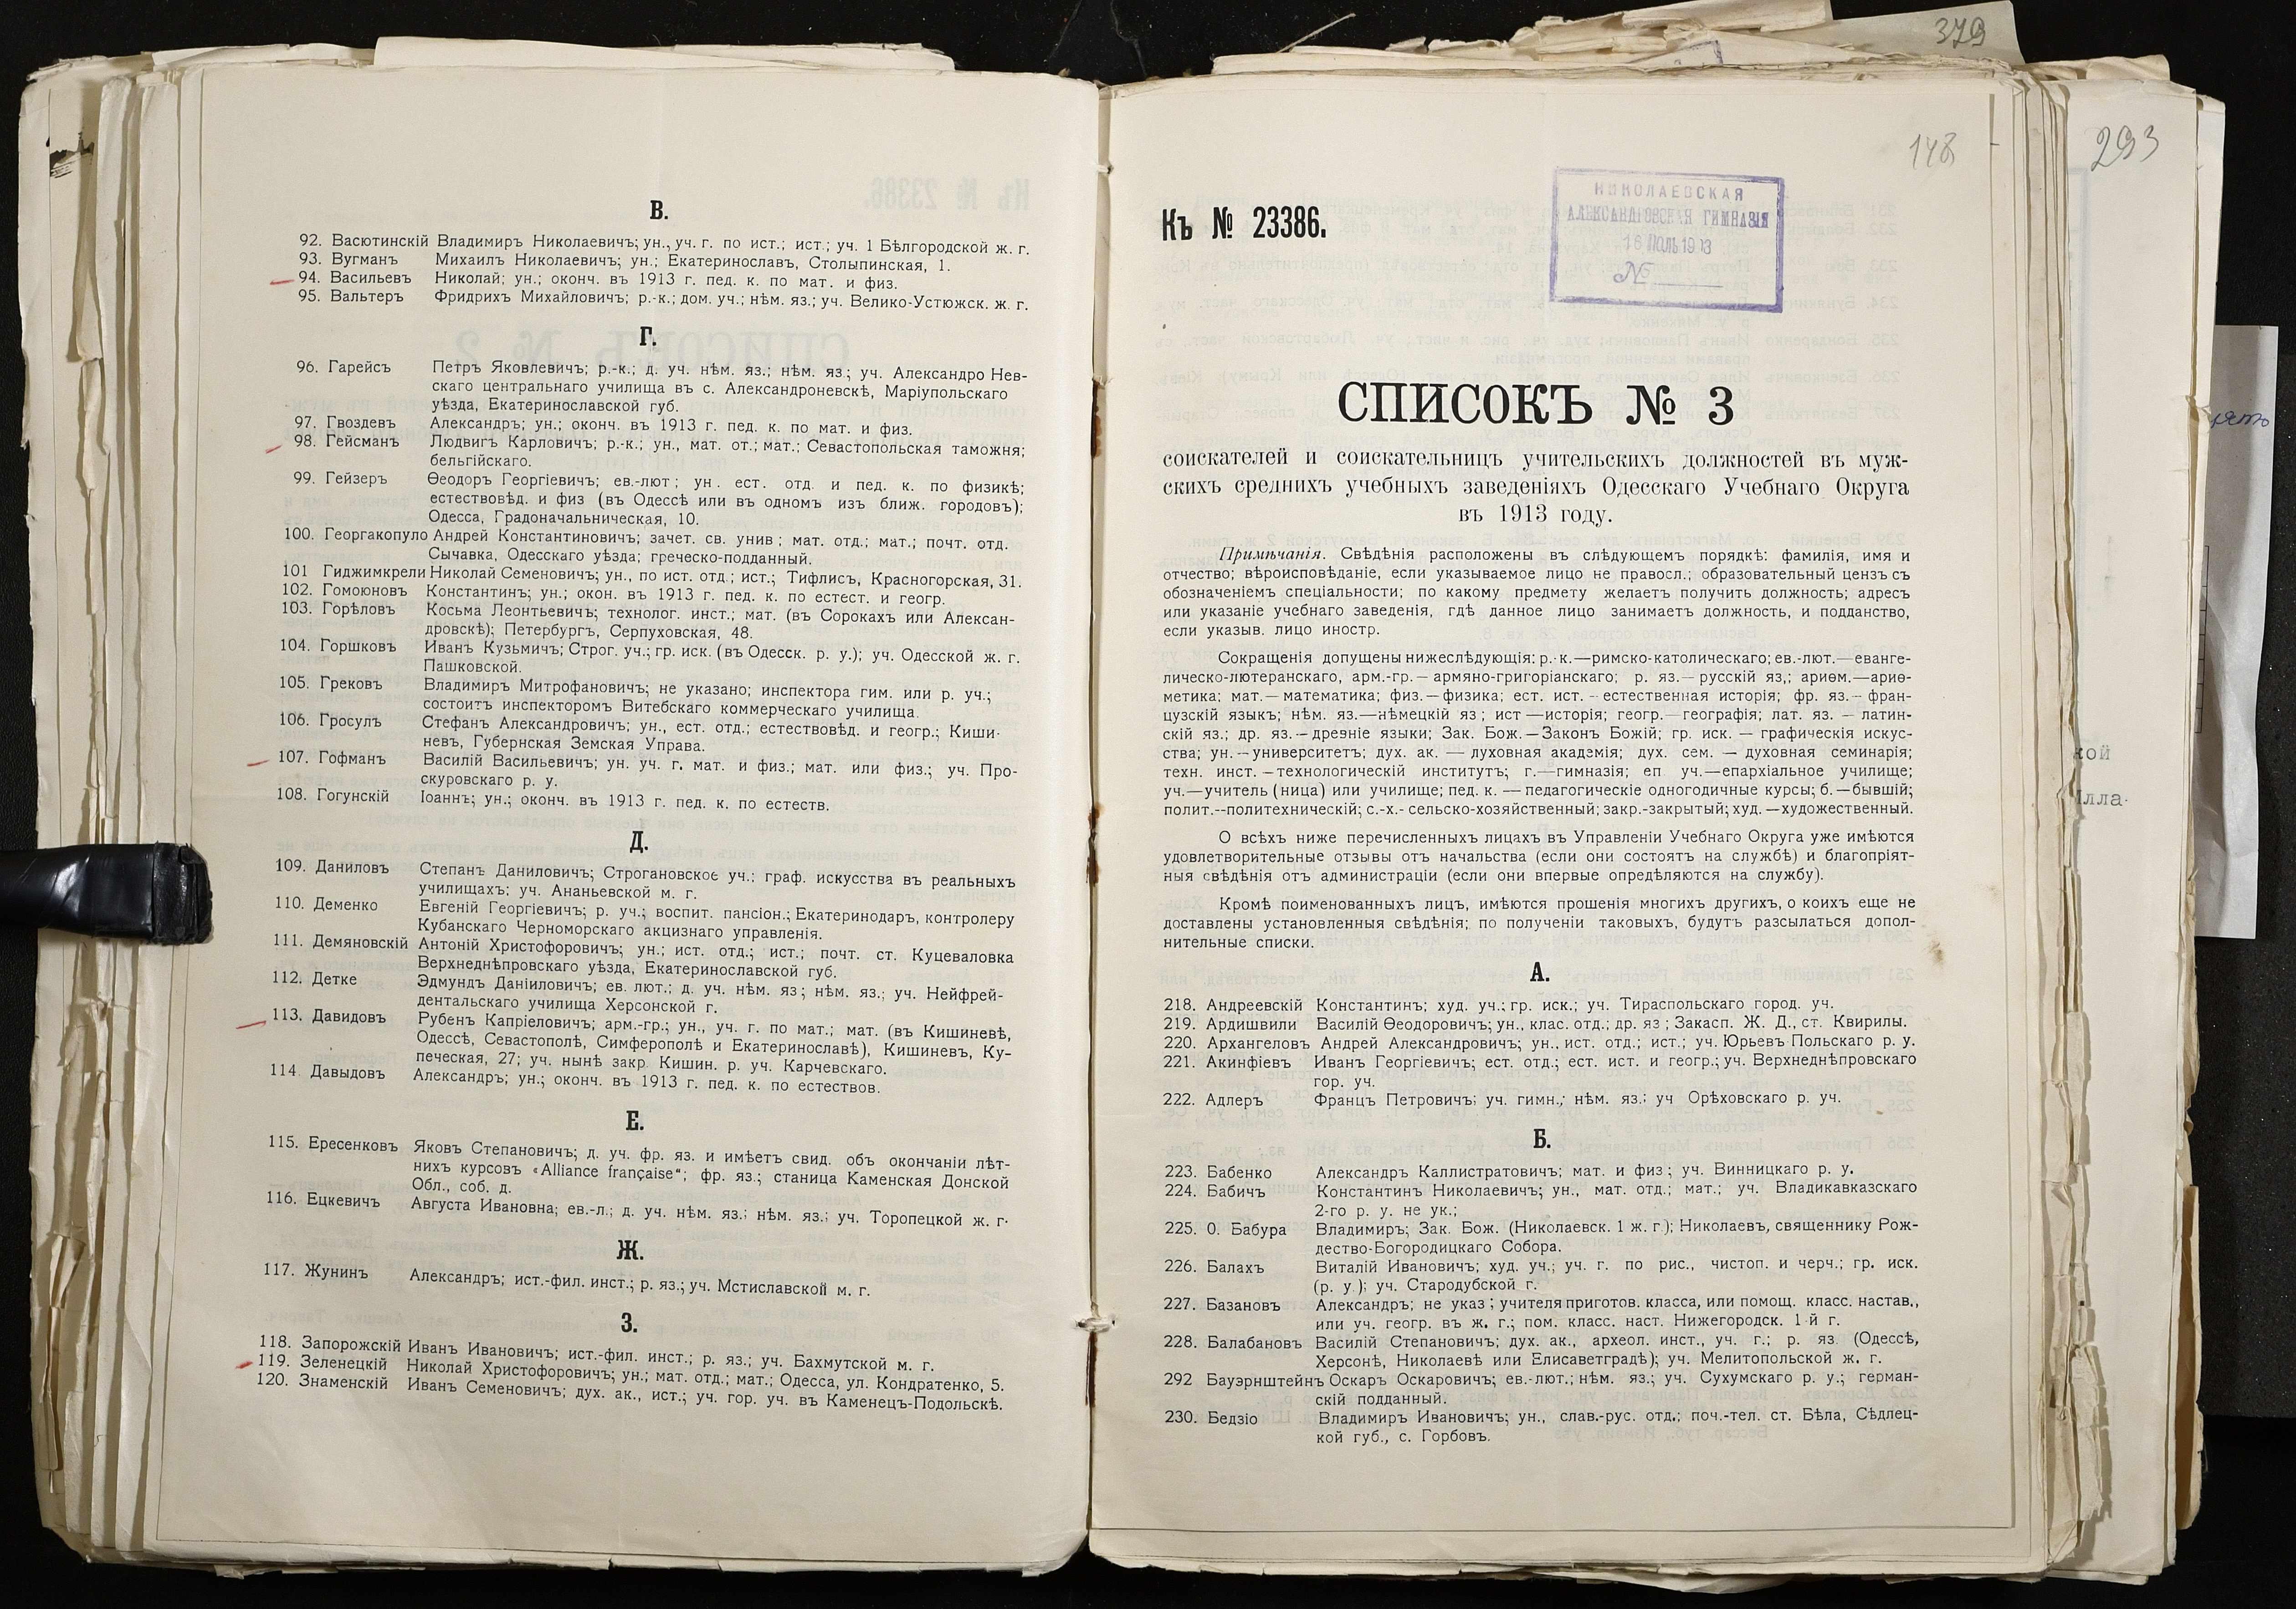 В.
92. Васютинскій Владимиръ Николаевичъ; ун., уч. г. по ист.; ист.; уч. 1 Бѣлгородской ж. г.
93. Вугманъ Михаилъ Николаевичъ; ун.; Екатеринославъ, Столыпинская, 1.
94. Васильевъ Николай; ун.; оконч. въ 1913 г. пед. к. по мат. и физ.
95. Вальтеръ Фридрихъ Михайловичъ; р.-к.; дом. уч.; нѣм. яз.; уч. Велико-Устюжск. ж. г.
Г.
96. Гарейсъ Петръ Яковлевичъ; р.-к.; д. уч. нѣм. яз.; нѣм. яз.; уч. Александро Нев-
скаго центральнаго училища въ с. Александроневскѣ, Маріупольскаго
уѣзда, Екатеринославской губ.
97. Гвоздевъ Александръ; ун.; оконч. въ 1913 г. пед. к. по мат. и физ.
98. Гейсманъ Людвигъ Карловичъ; р.-к.; ун., мат. от.; мат.; Севастопольская таможня;
бельгійскаго.
99. Гейзеръ Ѳеодоръ Георгіевичъ; ев.-лют ; ун . ест. отд. и пед. к. по физикѣ;
естествовѣд. и физ (въ Одессѣ или въ одномъ изъ ближ. городовъ);
Одесса, Градоначальническая, 10.
100. Георгакопуло Андрей Константиновичъ; зачет. св. унив ; мат. отд.; мат.; почт. отд.
Сычавка, Одесскаго уѣзда; греческо-подданный.
101 Гиджимкрели Николай Семеновичъ; ун., по ист. отд.; ист.; Тифлисъ, Красногорская, 31.
102. Гомоюновъ Константинъ; ун.; окон. въ 1913 г. пед. к. по естест. и геогр.
103. Горѣловъ Косьма Леонтьевичъ; технолог. инст.; мат. (въ Сорокахъ или Алексан-
дровскѣ); Петербургъ, Серпуховская, 48.
104. Горшковъ Иванъ Кузьмичъ; Строг. уч.; гр. иск. (въ Одесск. р. у.); уч. Одесской ж. г.
Пашковской.
105. Грековъ Владимиръ Митрофановичъ; не указано; инспектора гим. или р. уч.;
состоитъ инспекторомъ Витебскаго коммерческаго училища.
106. Гросулъ Стефанъ Александровичъ; ун., ест. отд.; естествовѣд. и геогр.; Киши-
невъ, Губернская Земская Управа.
107. Гофманъ Василій Васильевичъ; ун. уч. г. мат. и физ.; мат. или физ.; уч. Про-
скуровскаго р. у.
108. Гогунскій Іоаннъ; ун.; оконч. въ 1913 г. пед. к. по естеств.
Д.
109. Даниловъ Степанъ Даниловичъ; Строгановское уч.; граф. искусства въ реальныхъ
училищахъ; уч. Ананьевской м. г.
110. Деменко Евгеній Георгіевичъ; р. уч.; воспит. пансіон.; Екатеринодаръ, контролеру
Кубанскаго Черноморскаго акцизнаго управленія.
111. Демяновскій Антоній Христофоровичъ; ун.; ист. отд.; ист.; почт. ст. Куцеваловка
Верхнеднѣпровскаго уѣзда, Екатеринославской губ.
112. Детке Эдмундъ Даніиловичъ; ев. лют.; д. уч. нѣм. яз ; нѣм. яз.; уч. Нейфрей-
дентальскаго училища Херсонской г.
113. Давидовъ Рубенъ Капріеловичъ; арм.-гр.; ун., уч. г. по мат.; мат. (въ Кишиневѣ,
Одессѣ, Севастополѣ, Симферополѣ и Екатеринославѣ), Кишиневъ, Ку-
печеская, 27; уч. нынѣ закр. Кишин. р. уч. Карчевскаго.
114. Давыдовъ Александръ; ун.; оконч. въ 1913 г. пед. к. по естествов.
Е.
115. Ересенковъ Яковъ Степановичъ; д. уч. фр. яз. и имѣетъ свид. объ окончаніи лѣт-
нихъ курсовъ «Alliance française“; фр. яз.; станица Каменская Донской
Обл., соб. д.
116. Ецкевичъ Августа Ивановна; ев.-л.; д. уч. нѣм. яз.; нѣм. яз.; уч. Торопецкой ж. г.
Ж.
117. Жунинъ Александръ; ист.-фил. инст.; р. яз.; уч. Мстиславской м. г.
З.
118. Запорожскій Иванъ Ивановичъ; ист.-фил. инст.; р. яз.; уч. Бахмутской м. г.
119. Зеленецкій Николай Христофоровичъ; ун.; мат. отд.; мат.; Одесса, ул. Кондратенко, 5.
120. Знаменскій Иванъ Семеновичъ; дух. ак., ист.; уч. гор. уч. въ Каменецъ-Подольскѣ.
379
148
293
Къ № 23386.
НИКОЛАЕВСКАЯ
АЛЕКСАНДРОВСКАЯ ГИМНАЗІЯ
16 ІЮЛЬ 1913
№
СПИСОКЪ № 3
соискателей и соискательницъ учительскихъ должностей въ муж-
скихъ среднихъ учебныхъ заведеніяхъ Одесскаго Учебнаго Округа
въ 1913 году.
Примѣчанія. Свѣдѣнія расположены въ слѣдующемъ порядкѣ: фамилія, имя и
отчество; вѣроисповѣданіе, если указываемое лицо не правосл.; образовательный цензъ съ
обозначеніемъ спеціальности; по какому предмету желаетъ получить должность; адресъ
или указаніе учебнаго заведенія, гдѣ данное лицо занимаетъ должность, и подданство,
если указыв. лицо иностр.
Сокращенія допущены нижеслѣдующія: р.-к.—римско-католическаго; ев.-лют.—еванге-
лическо-лютеранскаго, арм.-гр.— армяно-григоріанскаго; р. яз.— русскій яз,; ариѳм.—ариѳ-
метика; мат.— математика; физ.— физика; ест. ист. - естественная исторія; фр. яз.— фран-
цузскій языкъ; нѣм. яз.—нѣмецкій яз ; ист —исторія; геогр.—географія; лат. яз. – латин-
скій яз.; др. яз. – древніе языки; Зак. Бож.—Законъ Божій; гр. иск. — графическія искус-
ства; ун. –университетъ; дух. ак. — духовная академія; дух. сем. — духовная семинарія;
техн. инст. – технологическій институтъ; г.—гимназія; еп уч.—епархіальное училище;
уч.—учитель (ница) или училище; пед. к. — педагогическіе одногодичные курсы; б. —бывшій;
полит.--политехническій; с.-х.- сельско-хозяйственный; закр.-закрытый; худ. —художественный.
О всѣхъ ниже перечисленныхъ лицахъ въ Управленіи Учебнаго Округа уже имѣются
удовлетворительные отзывы отъ начальства (если они состоятъ на службѣ) и благопріят-
ныя свѣдѣнія отъ администраціи (если они впервые опредѣляются на службу).
Кромѣ поименованныхъ лицъ, имѣются прошенія многихъ другихъ, о коихъ еще не
доставлены установленныя свѣдѣнія; по полученіи таковыхъ, будутъ разсылаться допол-
нительные списки.
А.
218. Андреевскій Константинъ; худ. уч.: гр. иск.; уч. Тираспольскаго город. уч.
219. Ардишвили Василій Ѳеодоровичъ; ун., клас. отд.; др. яз ; Закасп. Ж. Д., ст. Квирилы.
220. Архангеловъ Андрей Александровичъ; ун., ист. отд.; ист.; уч. Юрьевъ Польскаго р. у.
221. Акинфіевъ Иванъ Георгіевичъ; ест. отд.; ест. ист. и геогр.; уч. Верхнеднѣпровскаго
гор. уч.
222. Адлеръ Францъ Петровичъ; уч. гимн.; нѣм. яз.: уч Орѣховскаго р. уч.
Б.
223. Бабенко Александръ Каллистратовичъ; мат. и физ ; уч. Винницкаго р. у.
224. Бабичъ Константинъ Николаевичъ; ун., мат. отд.; мат.; уч. Владикавказскаго
2-го р. у. не ук.;
225. О. Бабура Владимиръ; Зак. Бож. (Николаевск. 1 ж. г.); Николаевъ, священнику Рож-
дество-Богородицкаго Собора.
226. Балахъ Виталій Ивановичъ; худ. уч.; уч. г. по рис., чистоп. и черч.; гр. иск.
(р. у.); уч. Стародубской г.
227. Базановъ Александръ; не указ ; учителя приготов. класса, или помощ. класс. настав.,
или уч. геогр. въ ж. г.; пом. класс. наст. Нижегородск. 1-й г.
228. Балабановъ Василій Степановичъ; дух. ак., археол. инст., уч. г.; р. яз. (Одессѣ,
Херсонѣ, Николаевѣ или Елисаветградѣ); уч. Мелитопольской ж. г.
292 Бауэрнштейнъ Оскаръ Оскаровичъ; ев.-лют.; нѣм. яз.; уч. Сухумскаго р. у.; герман-
скій подданный.
230. Бедзіо Владимиръ Ивановичъ; ун., слав.-рус. отд.; поч.-тел. ст. Бѣла, Сѣдлец-
кой губ., с. Горбовъ.